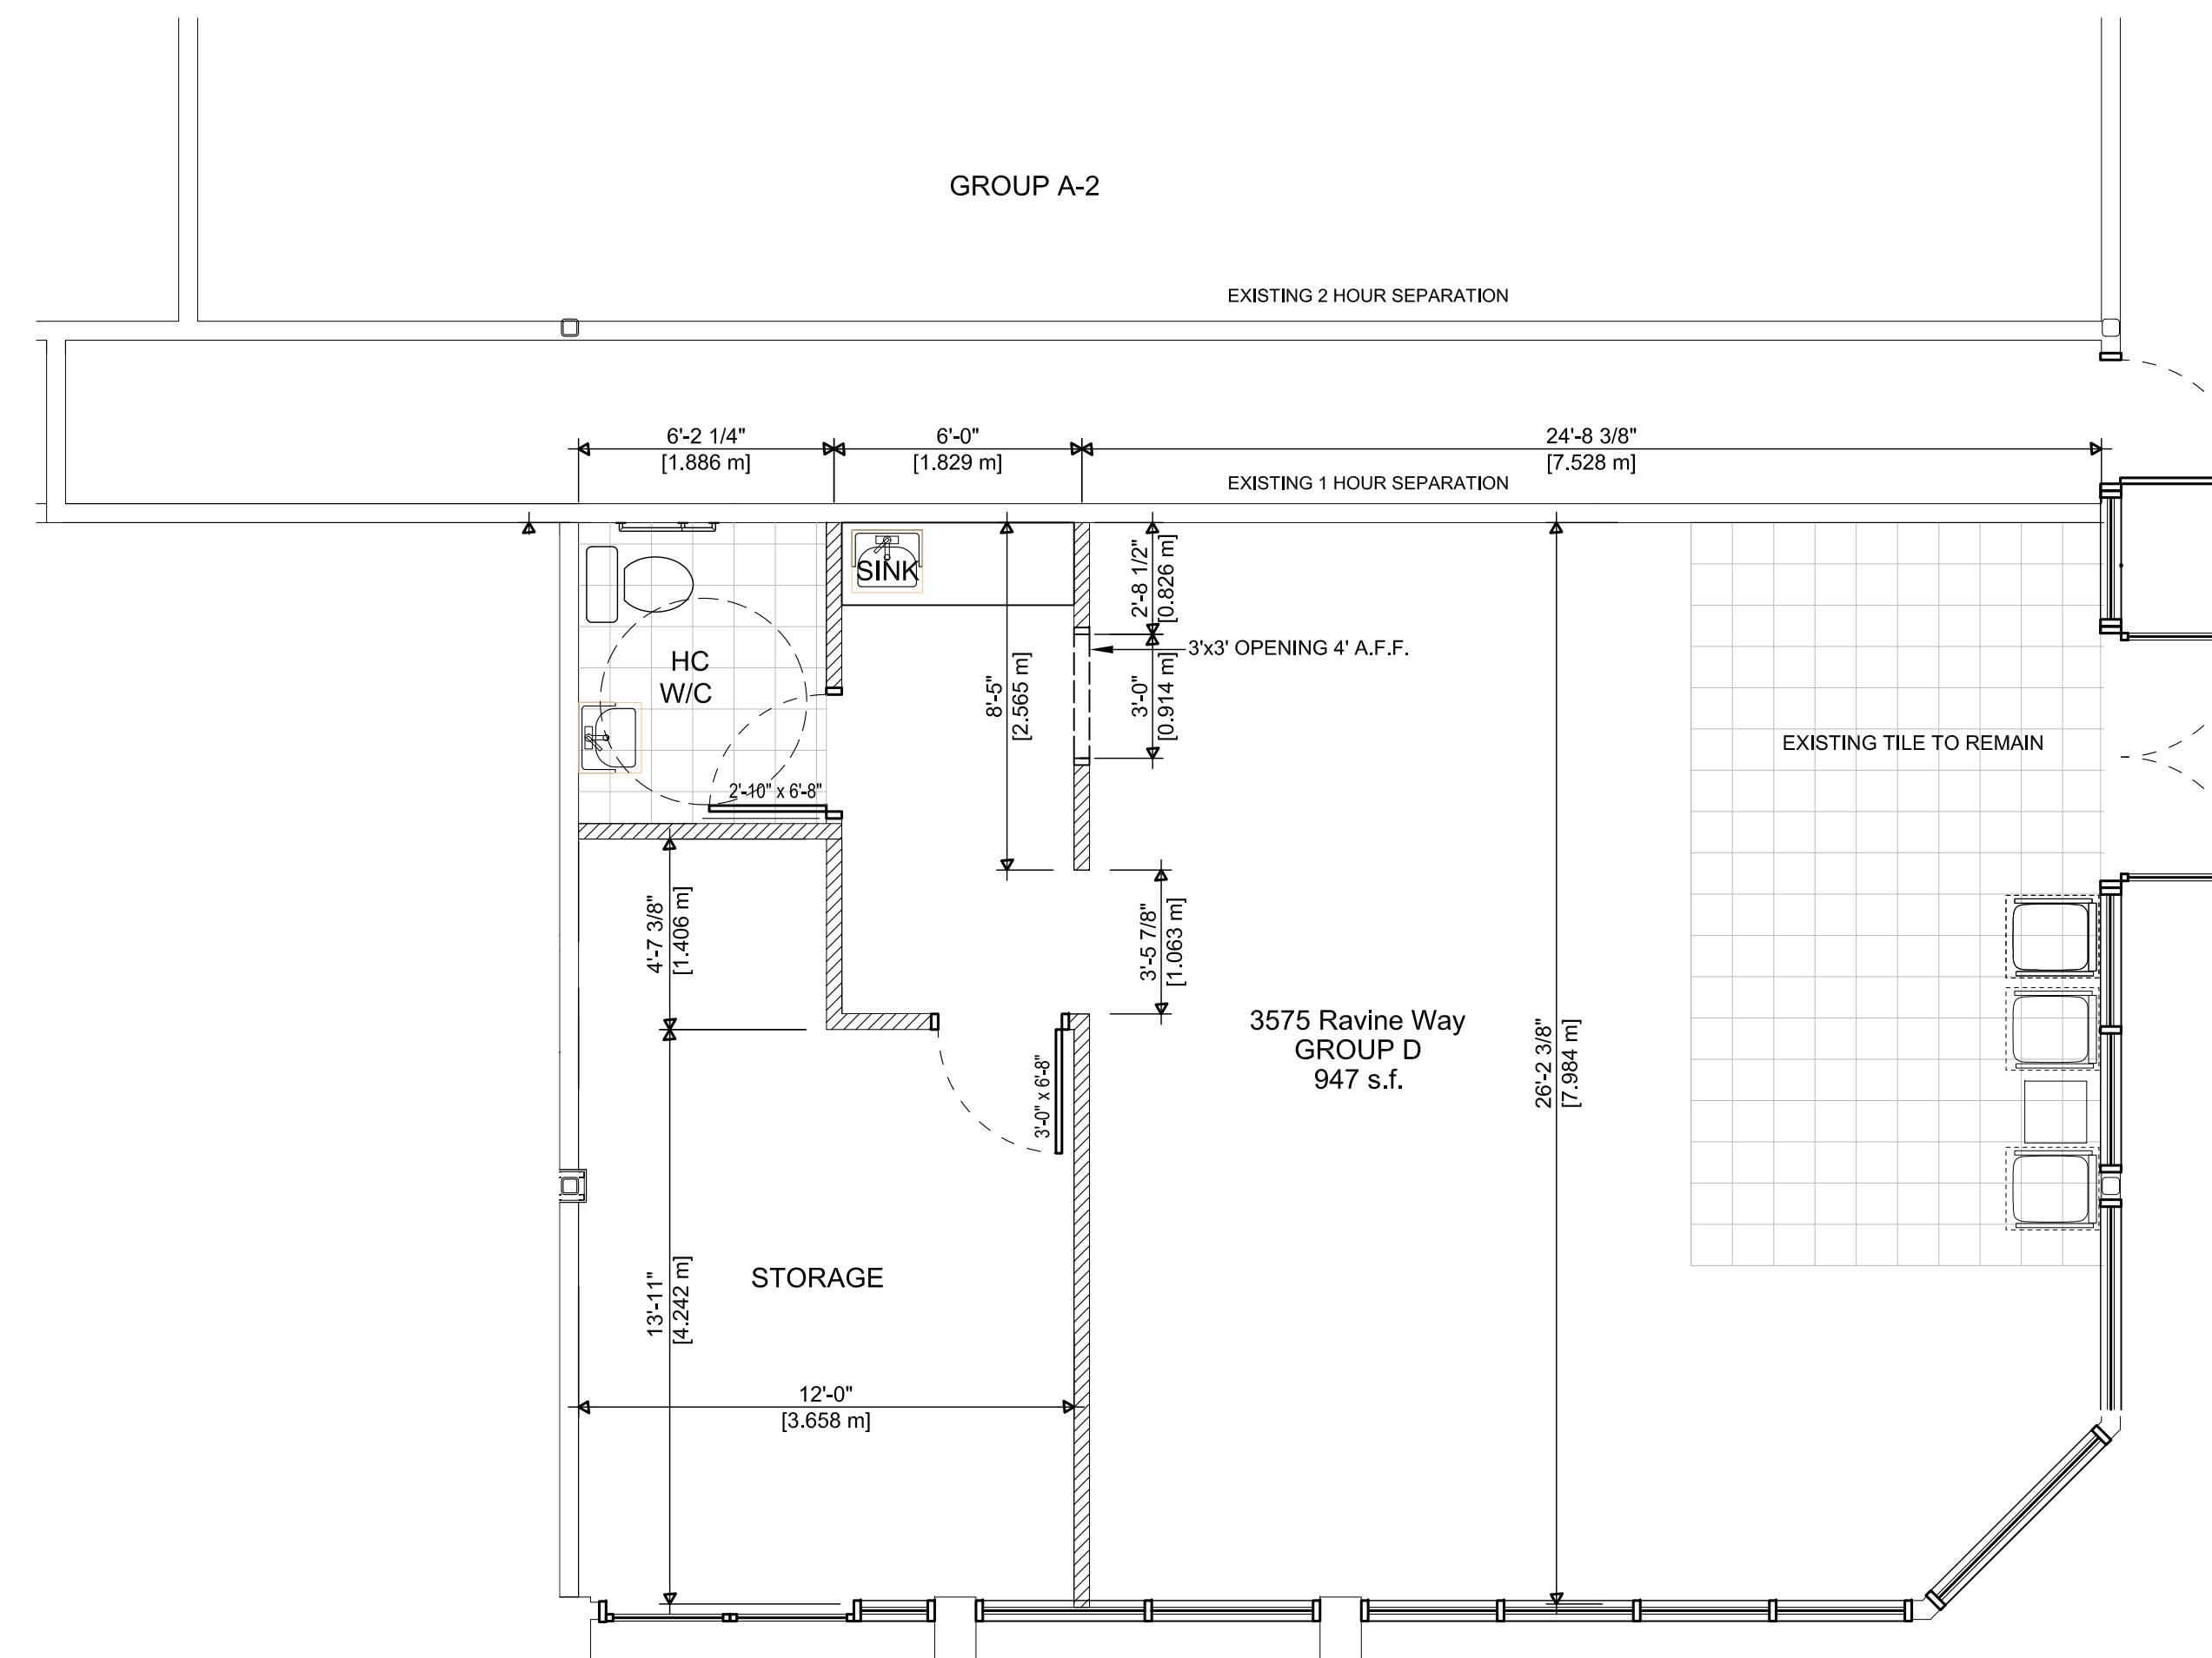 GROUP A-2
EXISTING 2 HOUR SEPARATION
6'-2 1/4"
[1.886 m]
6'-0"
[1.829 m]
24'-8 3/8"
[7.528 m]
EXISTING 1 HOUR SEPARATION
SINK
2'-8 1/2"
[0.826 m]
3'x3' OPENING 4' A.F.F.
HC
W/C
8'-5"
[2.565 m]
3'-0"
[0.914 m]
EXISTING TILE TO REMAIN
2'-10" x 6'-8"
4'-7 3/8"
[1.406 m]
3'-5 7/8"
[1.063 m]
3575 Ravine Way
GROUP D
947 s.f.
26'-2 3/8"
[7.984 m]
3'-0" x 6'-8"
STORAGE
13'-11"
[4.242 m]
12'-0"
[3.658 m]